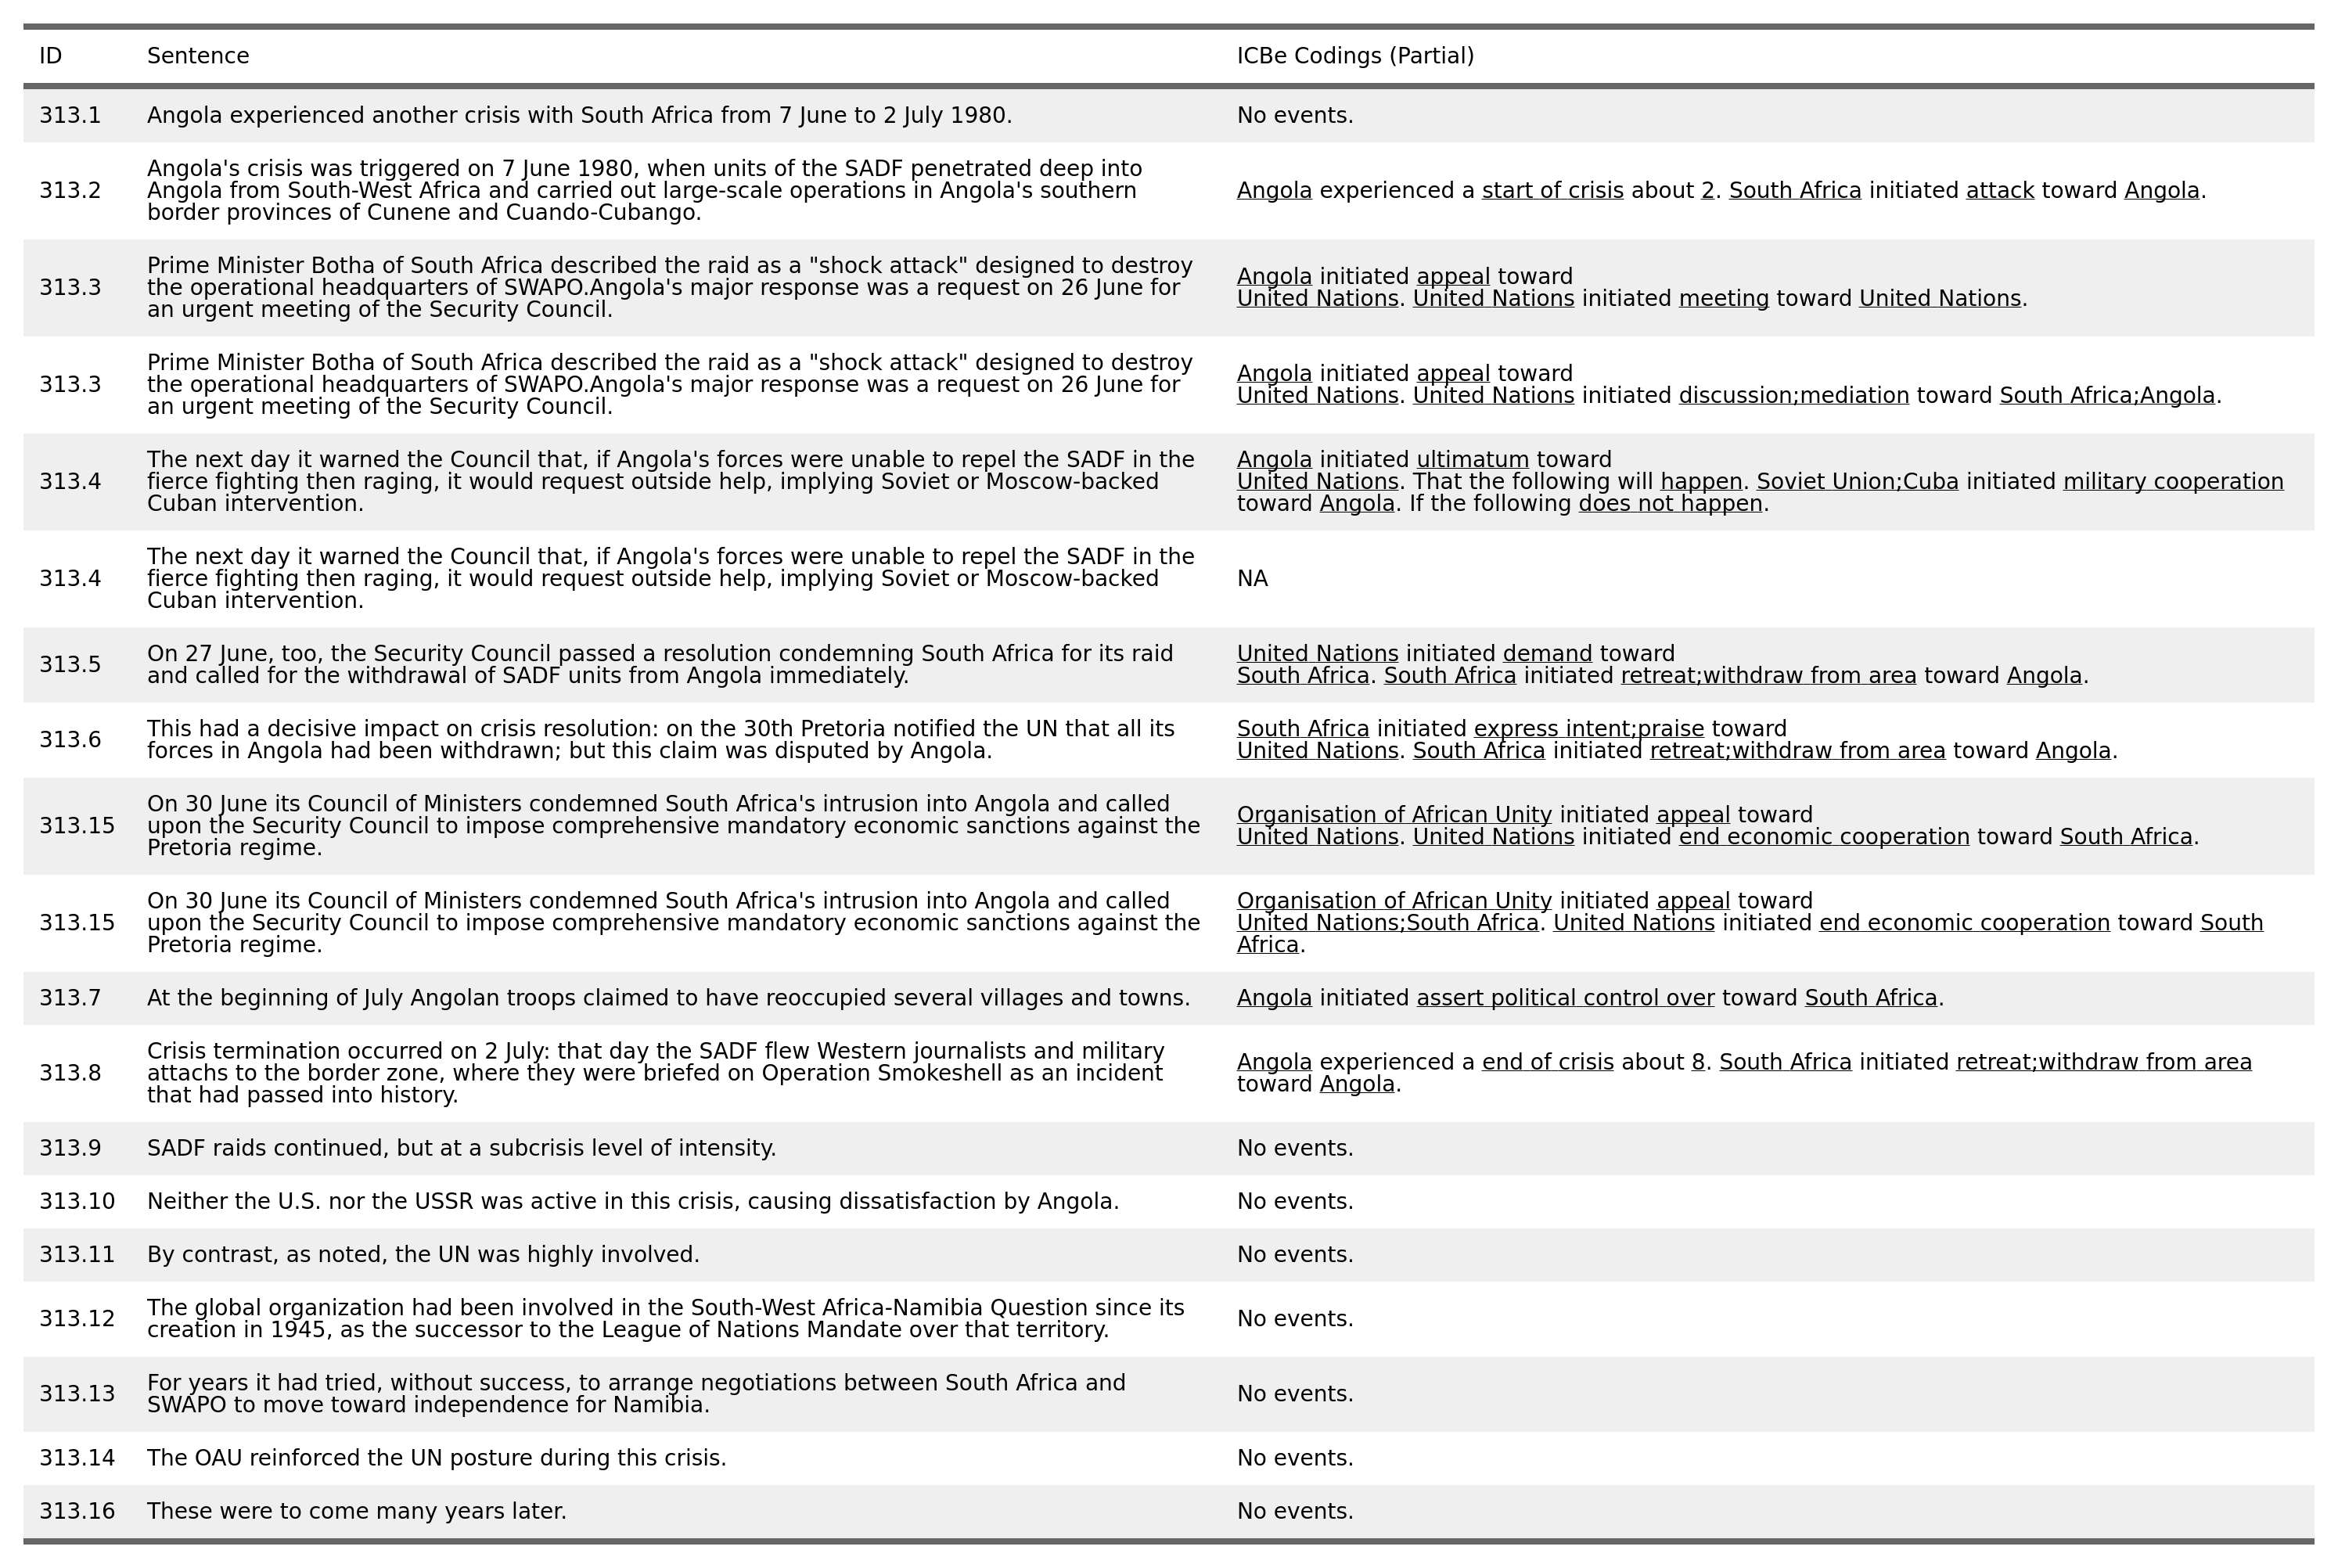 ID Sentence ICBe Codings (Partial)
313.1 Angola experienced another crisis with South Africa from 7 June to 2 July 1980. No events.
Angola's crisis was triggered on 7 June 1980, when units of the SADF penetrated deep into
313.2 Angola from South-West Africa and carried out large-scale operations in Angola's southern Angola experienced a start of crisis about 2. South Africa initiated attack toward Angola.
border provinces of Cunene and Cuando-Cubango.
Prime Minister Botha of South Africa described the raid as a "shock attack" designed to destroy
Angola initiated appeal toward
313.3 the operational headquarters of SWAPO.Angola's major response was a request on 26 June for
United Nations. United Nations initiated meeting toward United Nations.
an urgent meeting of the Security Council.
Prime Minister Botha of South Africa described the raid as a "shock attack" designed to destroy
Angola initiated appeal toward
313.3 the operational headquarters of SWAPO.Angola's major response was a request on 26 June for
United Nations. United Nations initiated discussion;mediation toward South Africa;Angola.
an urgent meeting of the Security Council.
The next day it warned the Council that, if Angola's forces were unable to repel the SADF in the Angola initiated ultimatum toward
313.4 fierce fighting then raging, it would request outside help, implying Soviet or Moscow-backed United Nations. That the following will happen. Soviet Union;Cuba initiated military cooperation
Cuban intervention. toward Angola. If the following does not happen.
The next day it warned the Council that, if Angola's forces were unable to repel the SADF in the
313.4 fierce fighting then raging, it would request outside help, implying Soviet or Moscow-backed NA
Cuban intervention.
313.5 On 27 June, too, the Security Council passed a resolution condemning South Africa for its raid United Nations initiated demand toward
and called for the withdrawal of SADF units from Angola immediately. South Africa. South Africa initiated retreat;withdraw from area toward Angola.
313.6 This had a decisive impact on crisis resolution: on the 30th Pretoria notified the UN that all its South Africa initiated express intent;praise toward
forces in Angola had been withdrawn; but this claim was disputed by Angola. United Nations. South Africa initiated retreat;withdraw from area toward Angola.
On 30 June its Council of Ministers condemned South Africa's intrusion into Angola and called
Organisation of African Unity initiated appeal toward
313.15 upon the Security Council to impose comprehensive mandatory economic sanctions against the
United Nations. United Nations initiated end economic cooperation toward South Africa.
Pretoria regime.
On 30 June its Council of Ministers condemned South Africa's intrusion into Angola and called Organisation of African Unity initiated appeal toward
313.15 upon the Security Council to impose comprehensive mandatory economic sanctions against the United Nations;South Africa. United Nations initiated end economic cooperation toward South
Pretoria regime. Africa.
313.7 At the beginning of July Angolan troops claimed to have reoccupied several villages and towns. Angola initiated assert political control over toward South Africa.
Crisis termination occurred on 2 July: that day the SADF flew Western journalists and military
Angola experienced a end of crisis about 8. South Africa initiated retreat;withdraw from area
313.8 attachs to the border zone, where they were briefed on Operation Smokeshell as an incident
toward Angola.
that had passed into history.
313.9 SADF raids continued, but at a subcrisis level of intensity. No events.
313.10 Neither the U.S. nor the USSR was active in this crisis, causing dissatisfaction by Angola. No events.
313.11 By contrast, as noted, the UN was highly involved. No events.
313.12 The global organization had been involved in the South-West Africa-Namibia Question since its No events.
creation in 1945, as the successor to the League of Nations Mandate over that territory.
313.13 For years it had tried, without success, to arrange negotiations between South Africa and No events.
SWAPO to move toward independence for Namibia.
313.14 The OAU reinforced the UN posture during this crisis. No events.
313.16 These were to come many years later. No events.